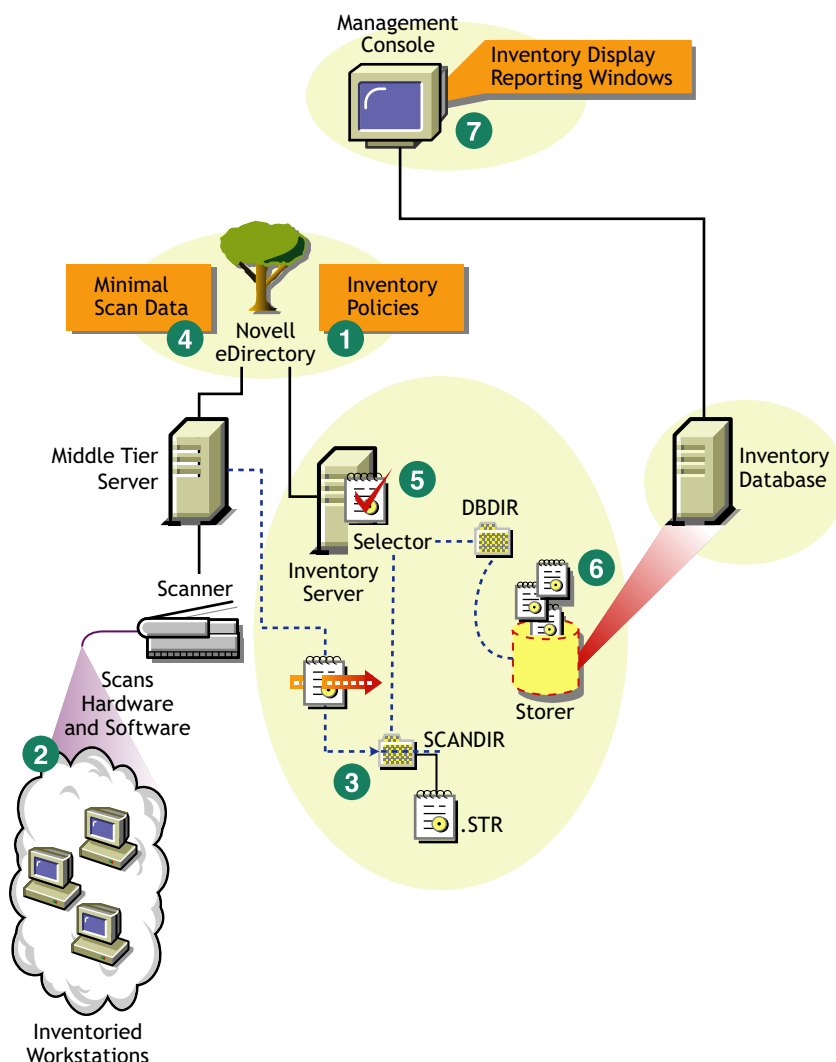 Management
Console
Inventory Display
Reporting Windows
7
Minimal
Scan Data
4
Inventory
Policies
1
Novell
eDirectory
Middle Tier
Server
5
Selector
Inventory
Server
DBDIR
6
Storer
Inventory
Database
Scanner
Scans
Hardware
and Software
2
SCANDIR
3
.STR
Inventoried
Workstations